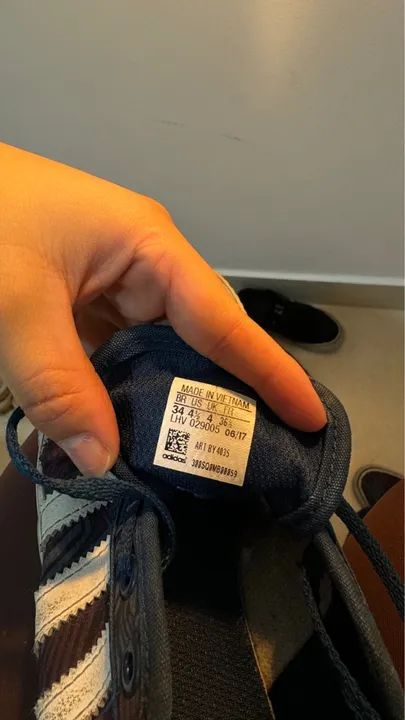 MADE IN VIETNAM
BR US UK FR
34 4½ 4 36⅔
LHV 029005 06/17
ART BY4035
adidas